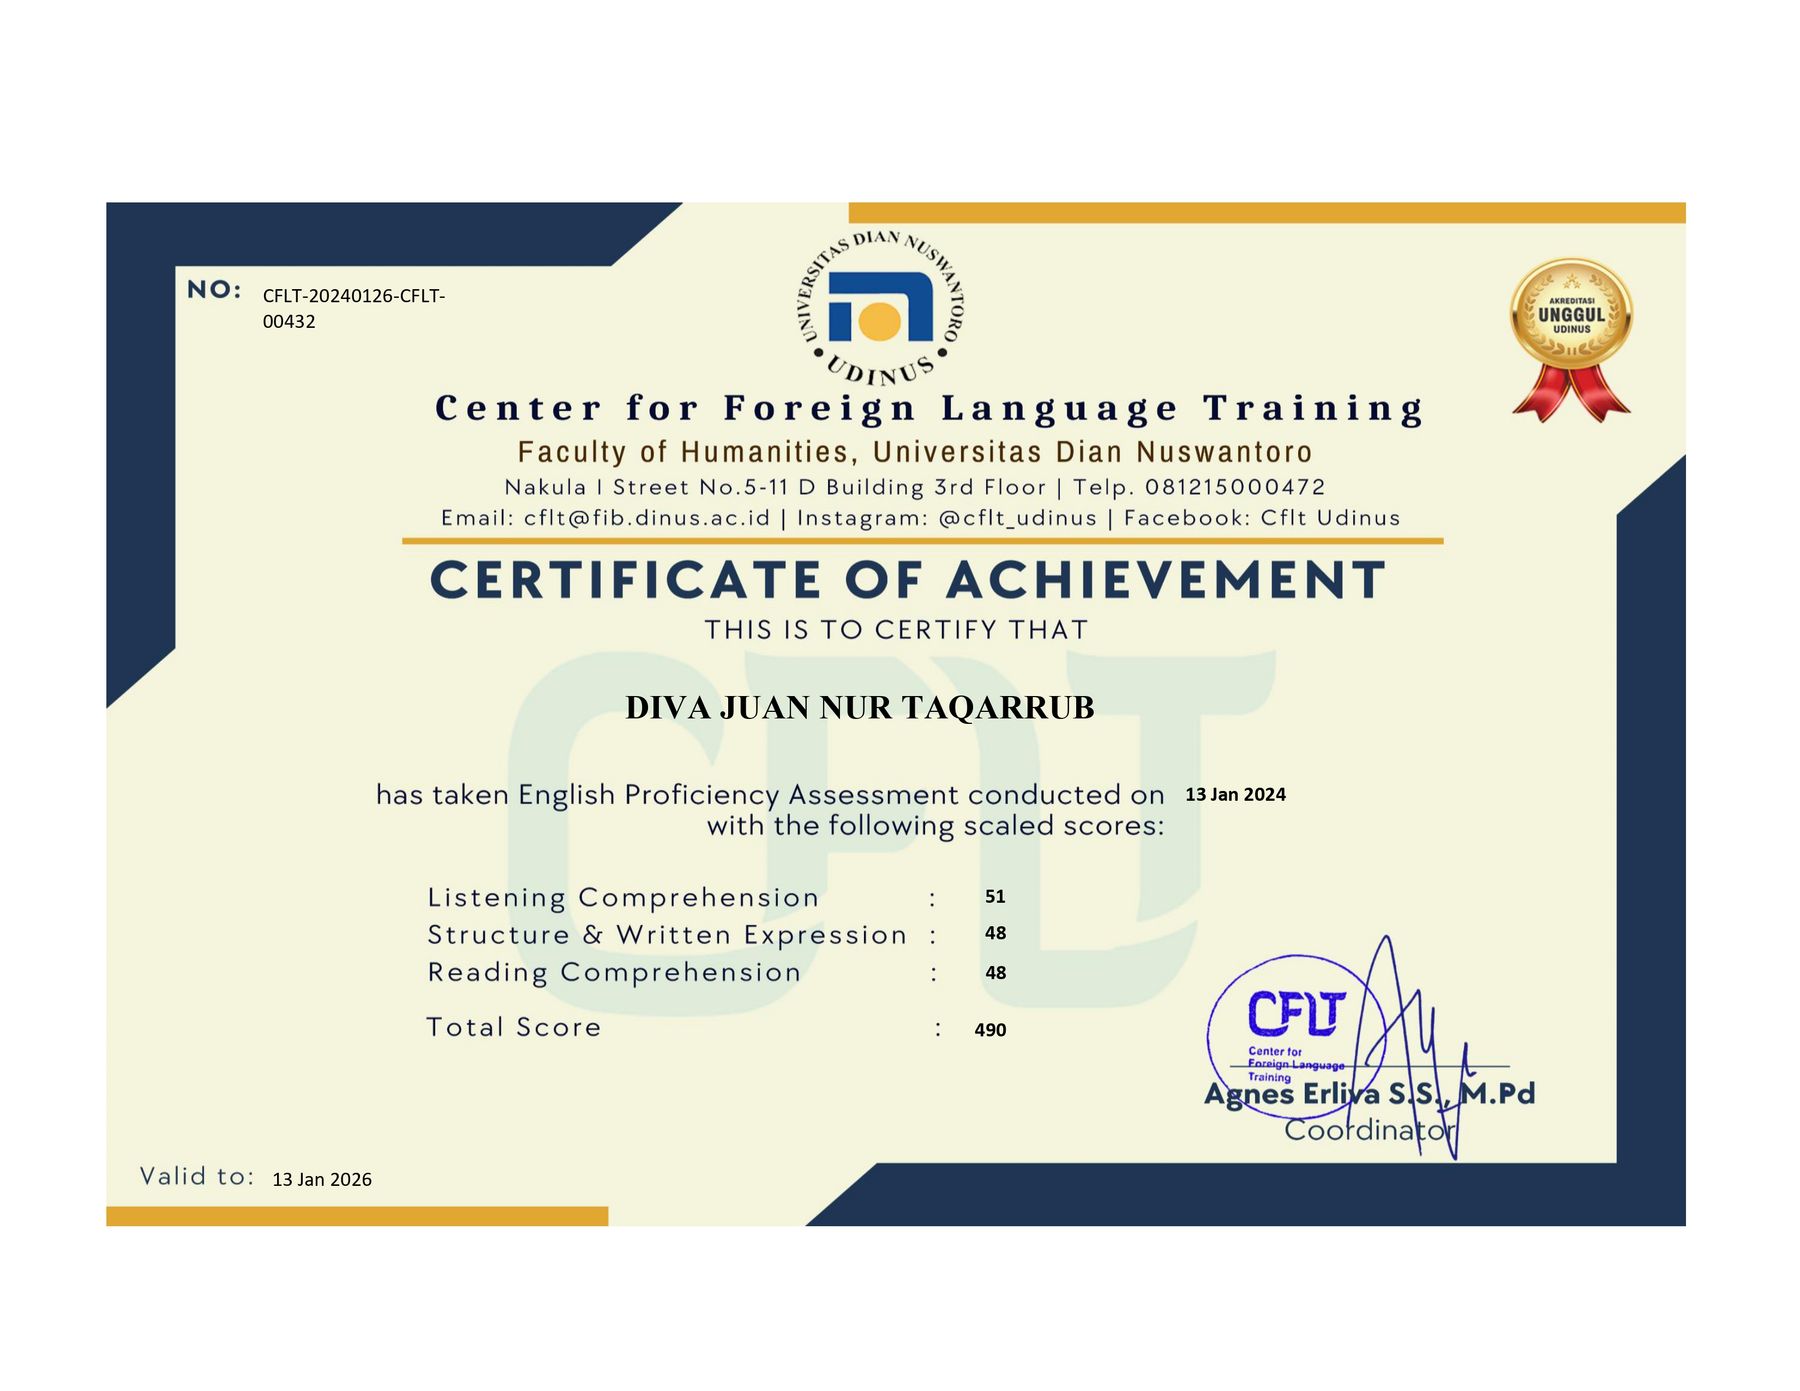 NO: CFLT-20240126-CFLT-
00432
UNIVERSITAS DIAN NUSWANTORO
• UDINUS •
AKREDITASI
UNGGUL
UDINUS
Center for Foreign Language Training
Faculty of Humanities, Universitas Dian Nuswantoro
Nakula I Street No.5-11 D Building 3rd Floor | Telp. 081215000472
Email: cflt@fib.dinus.ac.id | Instagram: @cflt_udinus | Facebook: Cflt Udinus
CERTIFICATE OF ACHIEVEMENT
THIS IS TO CERTIFY THAT
CFLT
DIVA JUAN NUR TAQARRUB
has taken English Proficiency Assessment conducted on 13 Jan 2024
with the following scaled scores:
Listening Comprehension : 51
Structure & Written Expression : 48
Reading Comprehension : 48
Total Score : 490
CFLT
Center for
Foreign Language
Training
Agnes Erliva S.S., M.Pd
Coordinator
Valid to: 13 Jan 2026